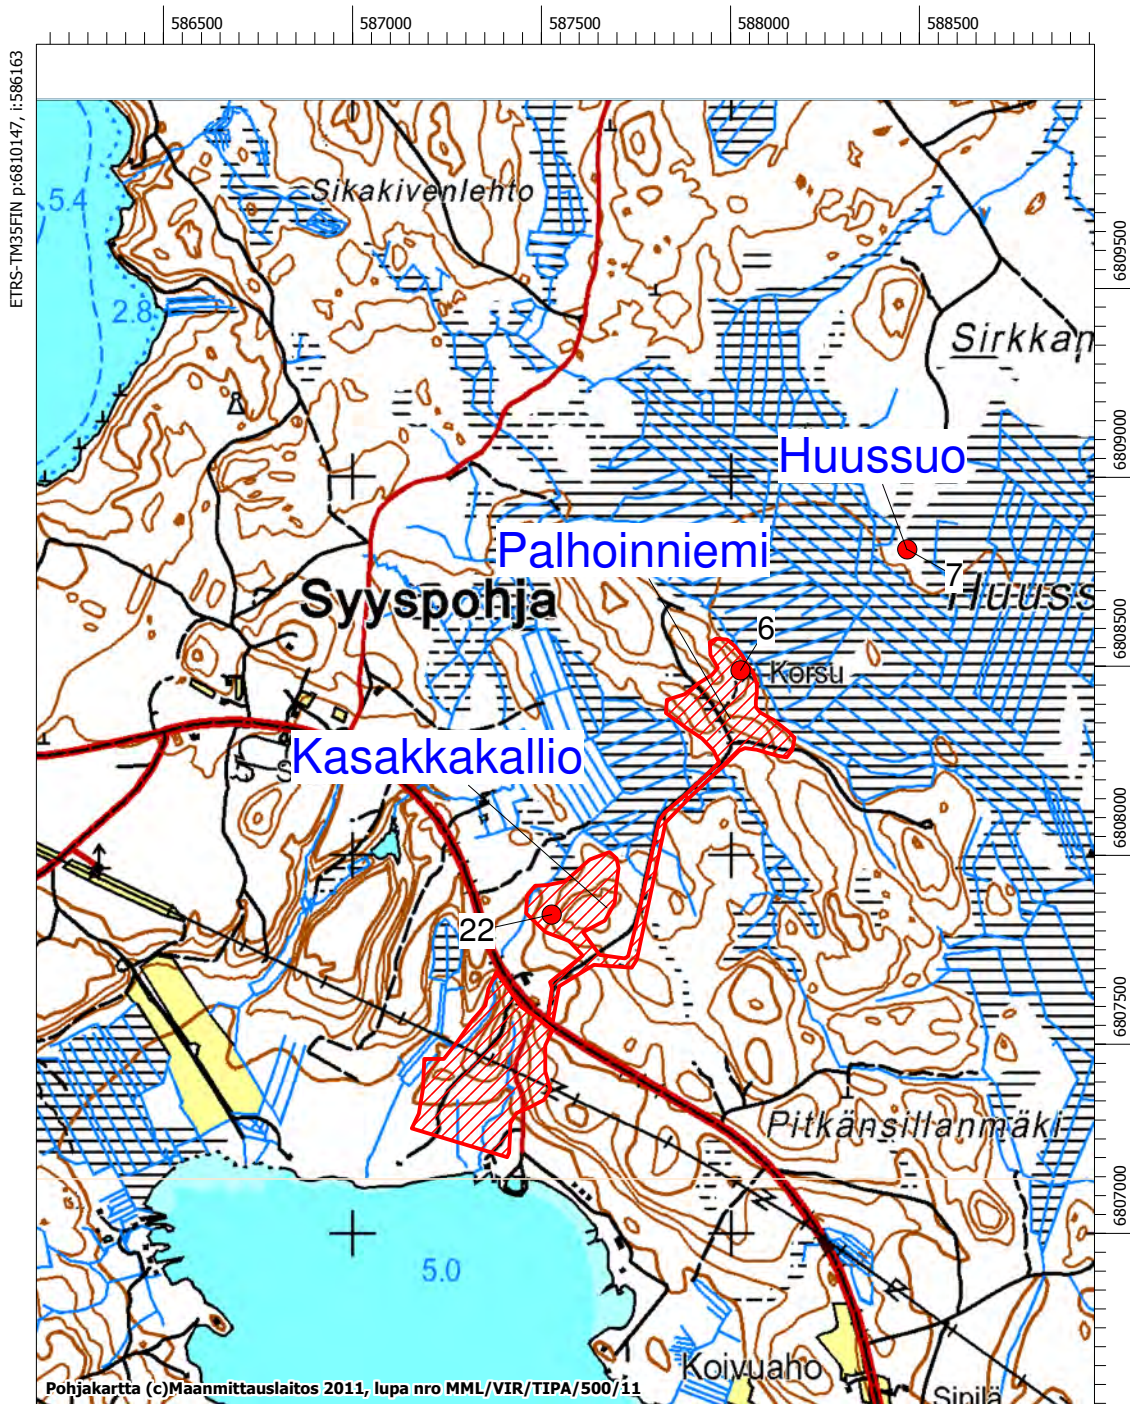 586500
587000
587500
588000
588500
ETRS-TM35FIN p:6810147, i:586163
5.4
Sikakivenlehto
6809500
2.8
Sirkkan
6809000
Huussuo
Palhoinniemi
7
Huuss
Syyspohja
6808500
6
Korsu
Kasakkakallio
6808000
22
6807500
Pitkänsillanmäki
6807000
5.0
Koivuaho
Pohjakartta (c)Maanmittauslaitos 2011, lupa nro MML/VIR/TIPA/500/11
Sipilä